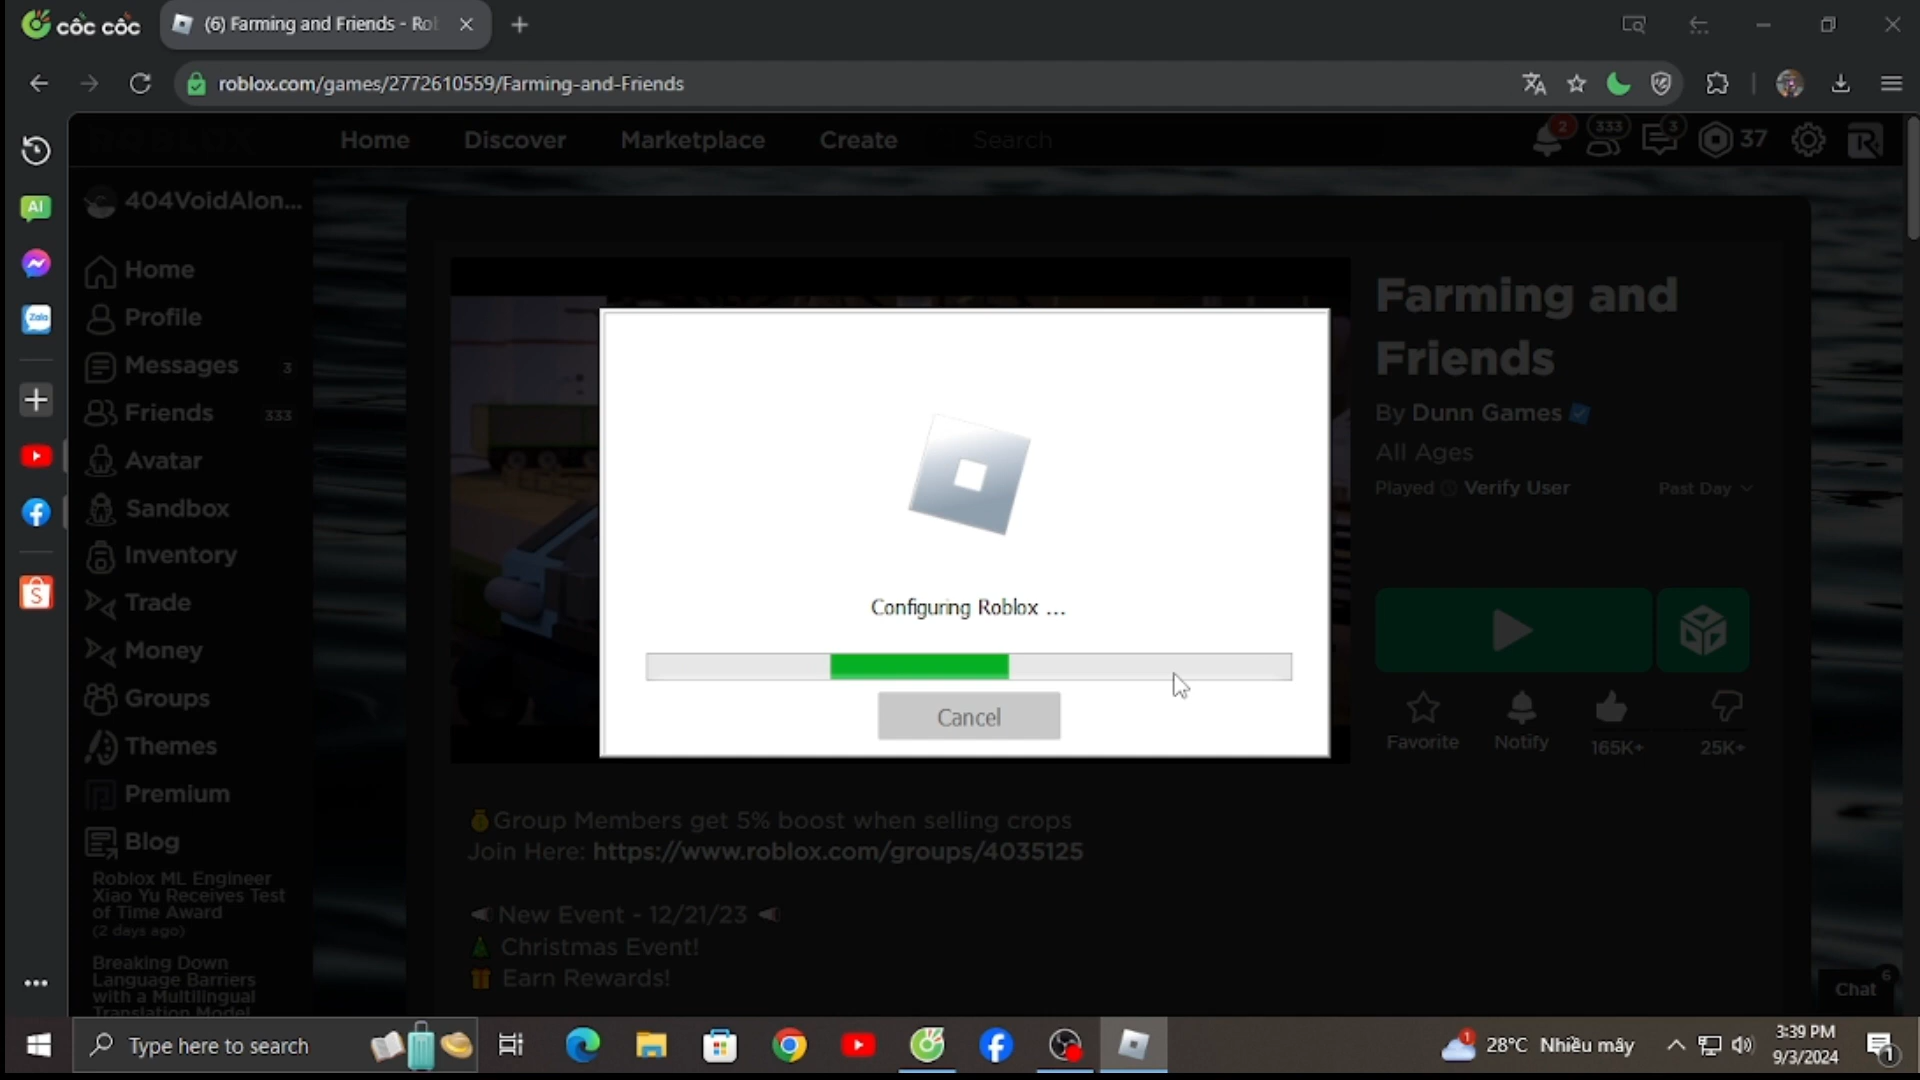 cốc cốc
(6) Farming and Friends - Rob
roblox.com/games/2772610559/Farming-and-Friends
ROBLOX
Home
Discover
Marketplace
Create
Search
2
333
3
37
404VoidAlon...
Home
Profile
Messages 3
Friends 333
Avatar
Sandbox
Inventory
Trade
Money
Groups
Themes
Premium
Blog
Roblox ML Engineer
Xiao Yu Receives Test
of Time Award
(2 days ago)
Breaking Down
Language Barriers
with a Multilingual
Translation Model
AI
Zalo
S
Configuring Roblox ...
Cancel
Farming and
Friends
By Dunn Games
All Ages
Played Verify User
Past Day
Favorite
Notify
165K+
25K+
Group Members get 5% boost when selling crops
Join Here: https://www.roblox.com/groups/4035125
New Event - 12/21/23
Christmas Event!
Earn Rewards!
Chat 6
Type here to search
1
28°C Nhiều mây
3:39 PM
9/3/2024
1